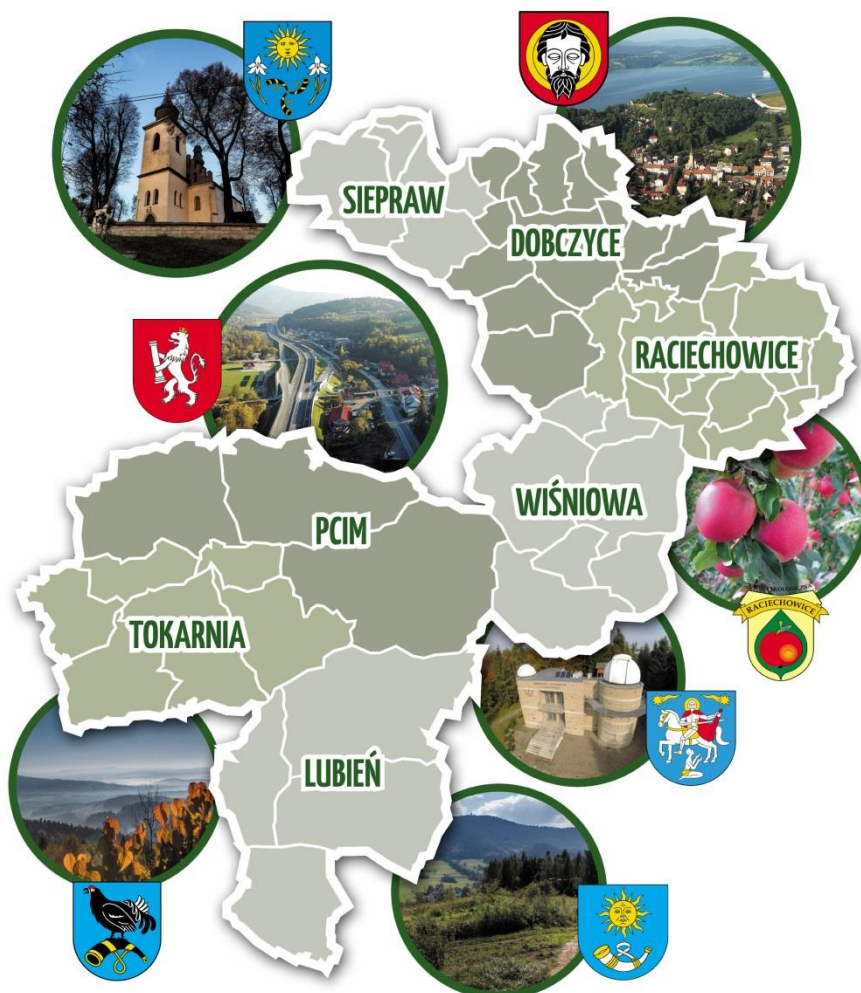 SIEPRAW
DOBCZYCE
RACIECHOWICE
WIŚNIOWA
PCIM
RACIECHOWICE
TOKARNIA
LUBIEŃ